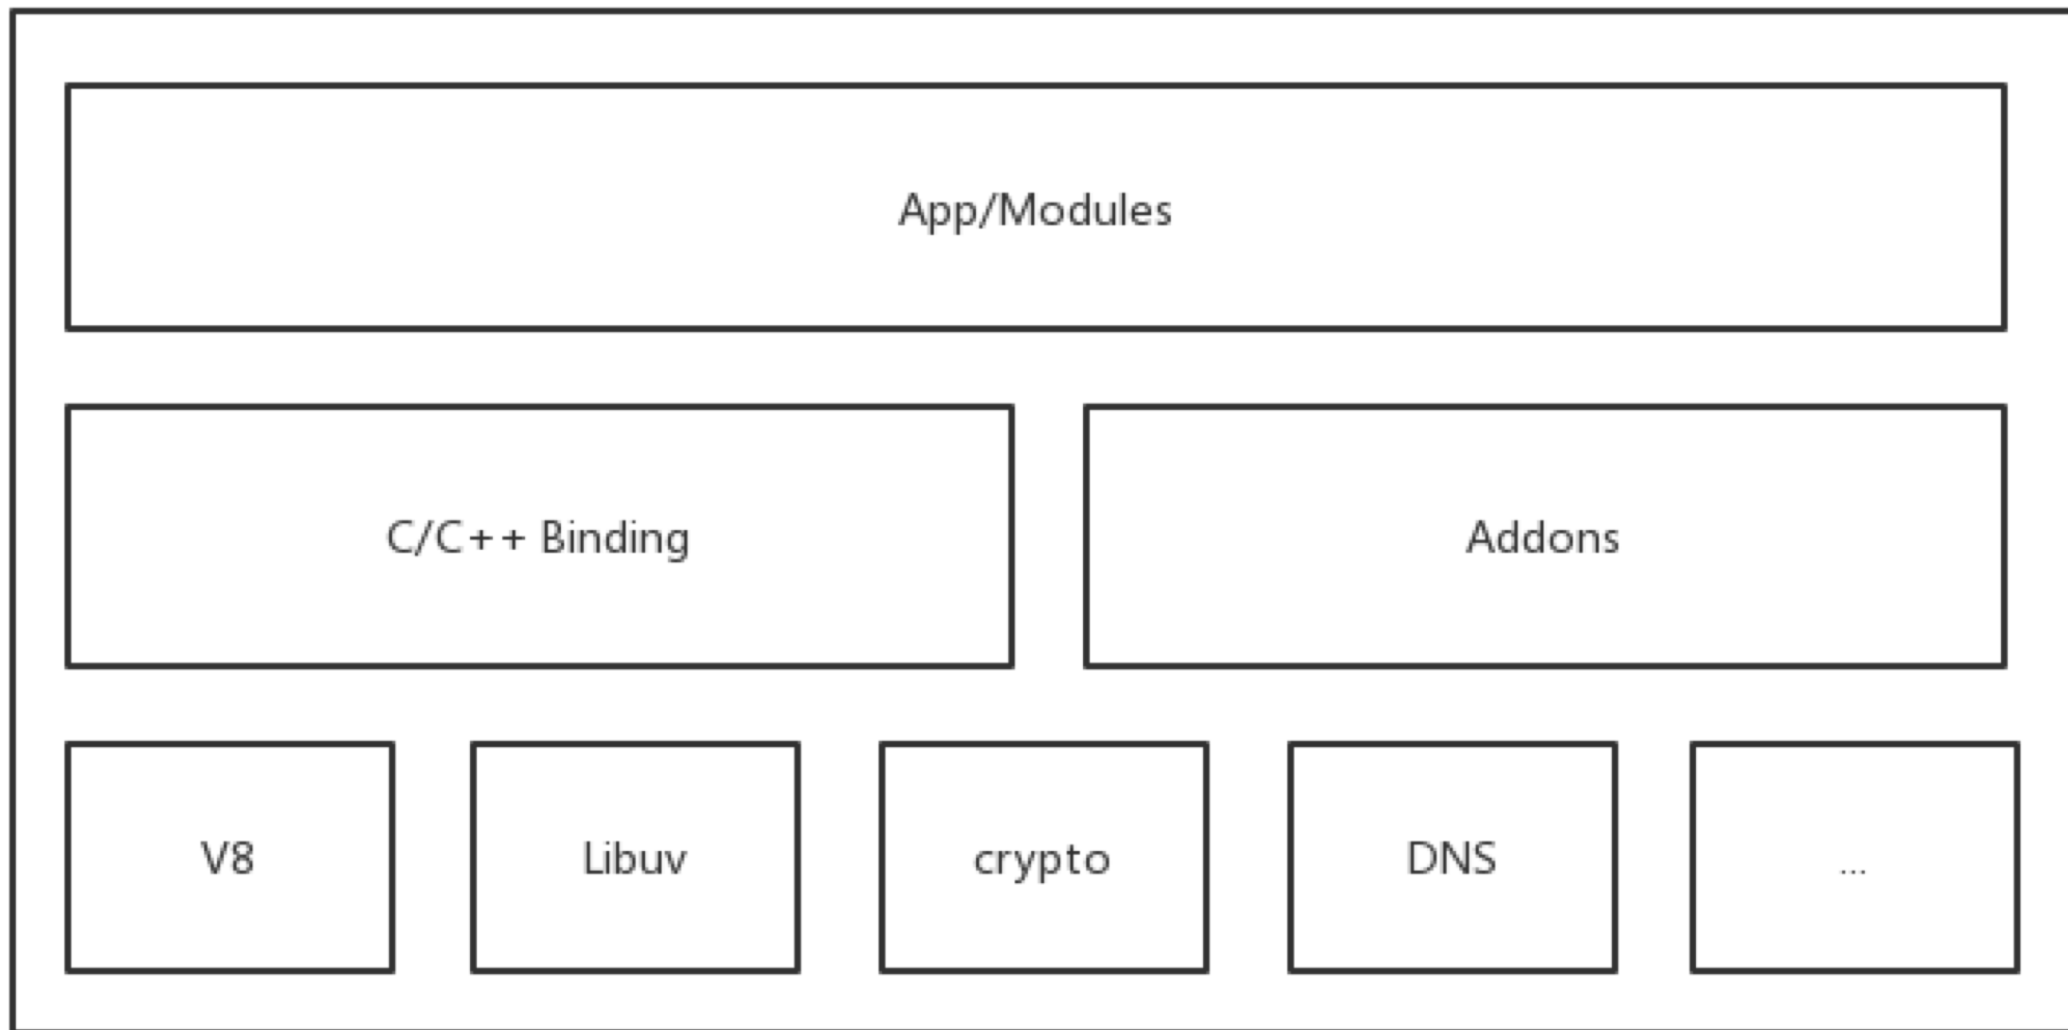 App/Modules
C/C++ Binding
Addons
V8
Libuv
crypto
DNS
...